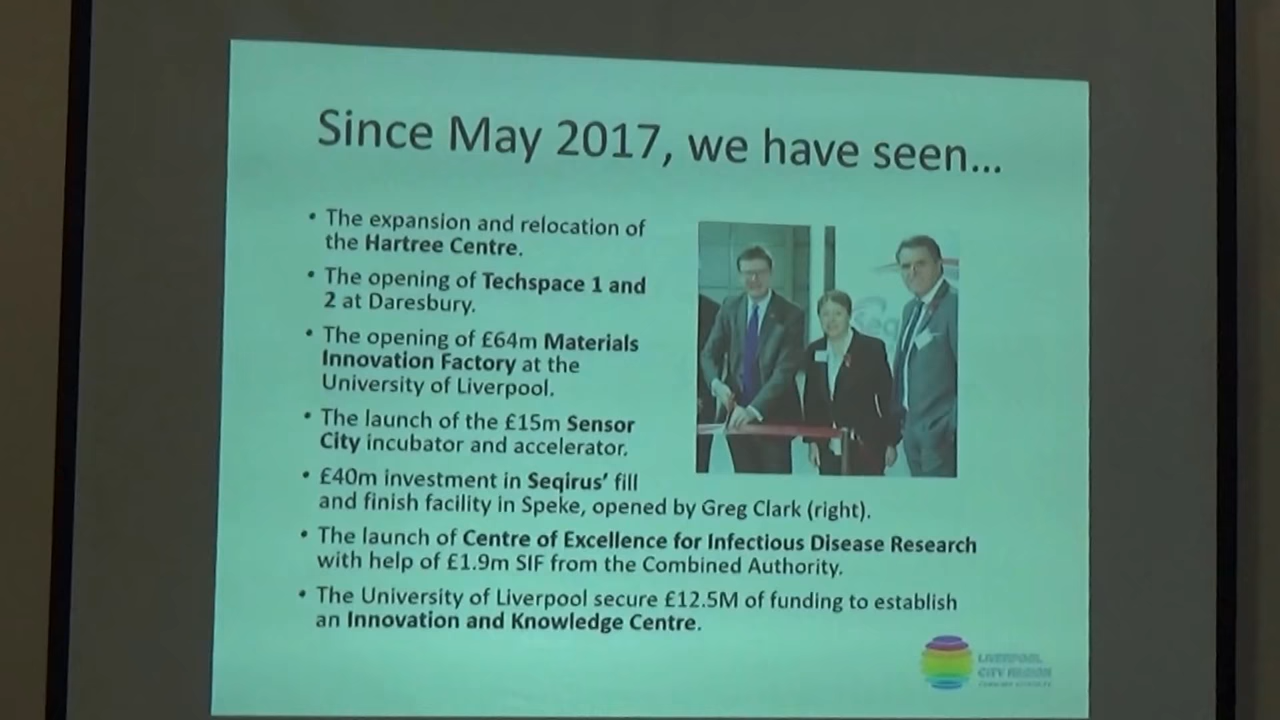 Since May 2017, we have seen...
• The expansion and relocation of
the Hartree Centre.
• The opening of Techspace 1 and
2 at Daresbury.
• The opening of £64m Materials
Innovation Factory at the
University of Liverpool.
• The launch of the £15m Sensor
City incubator and accelerator.
• £40m investment in Seqirus’ fill
and finish facility in Speke, opened by Greg Clark (right).
• The launch of Centre of Excellence for Infectious Disease Research
with help of £1.9m SIF from the Combined Authority.
• The University of Liverpool secure £12.5M of funding to establish
an Innovation and Knowledge Centre.
Seq
LIVERPOOL
CITY REGION